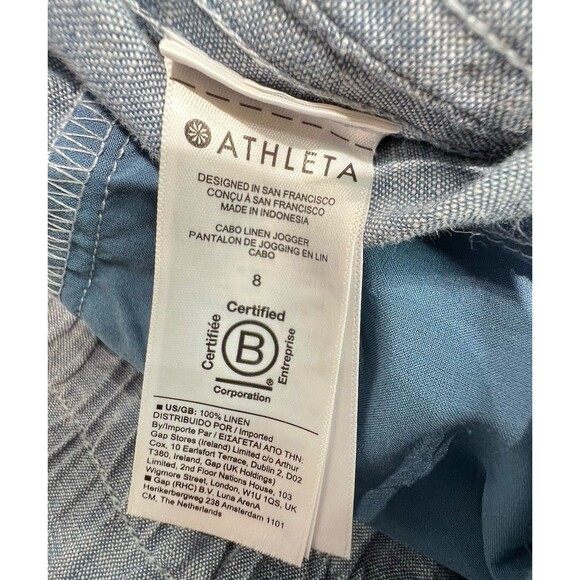 ATHLETA
DESIGNED IN SAN FRANCISCO
CONÇU À SAN FRANCISCO
MADE IN INDONESIA
CABO LINEN JOGGER
PANTALON DE JOGGING EN LIN
CABO
8
Certified
Certifiée
B
Entreprise
®
Corporation
■ US/GB: 100% LINEN
DISTRIBUIDO POR / Imported
By/Importe Par / ΕΙΣΑΓΕΤΑΙ ΑΠΟ ΤΗΝ:
Gap Stores (Ireland) Limited c/o Arthur
Cox, 10 Earlsfort Terrace, Dublin 2, D02
T380, Ireland, Gap (UK Holdings)
Limited, 2nd Floor Nations House, 103
Wigmore Street, London, W1U 1QS, UK
■ Gap (RHC) B.V. Luna ArenA
Herikerbergweg 238 Amsterdam 1101
CM, The Netherlands